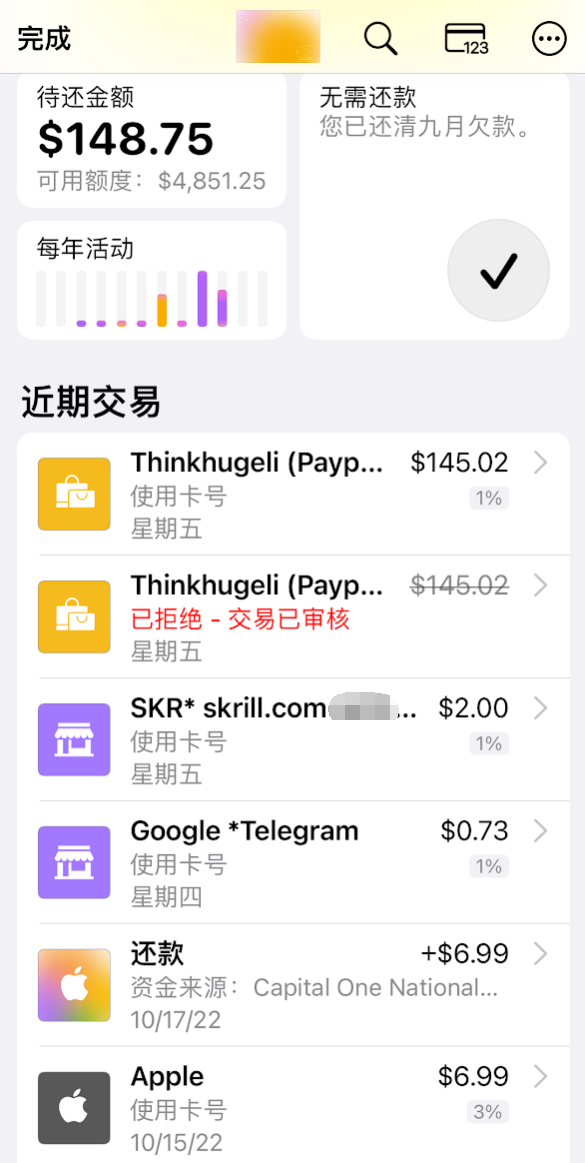 完成
123
待还金额
$148.75
可用额度：$4,851.25
无需还款
您已还清九月欠款。
每年活动
近期交易
Thinkhugeli (Payp... $145.02
使用卡号 1%
星期五
Thinkhugeli (Payp... $145.02
已拒绝 - 交易已审核
星期五
SKR* skrill.com... $2.00
使用卡号 1%
星期五
Google *Telegram $0.73
使用卡号 1%
星期四
还款 +$6.99
资金来源：Capital One National...
10/17/22
Apple $6.99
使用卡号 3%
10/15/22